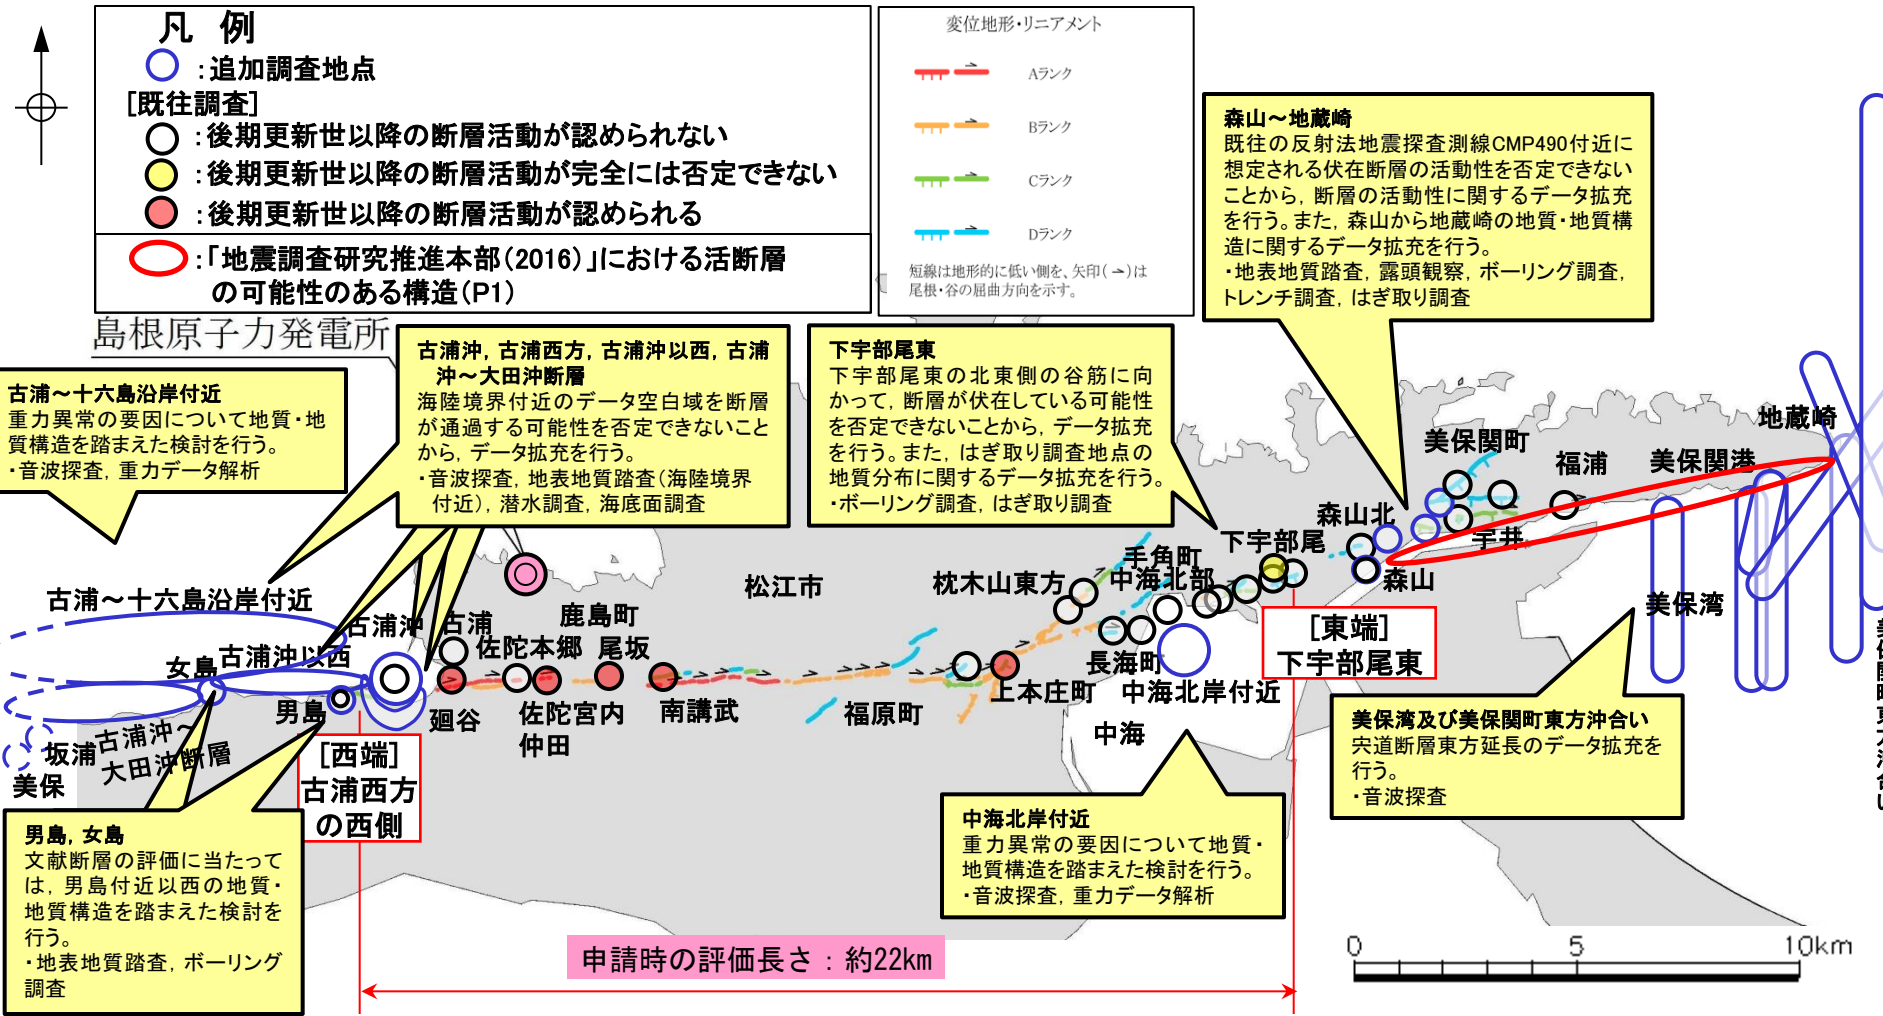 凡 例
：追加調査地点
[既往調査]
：後期更新世以降の断層活動が認められない
：後期更新世以降の断層活動が完全には否定できない
：後期更新世以降の断層活動が認められる
：「地震調査研究推進本部（2016）」における活断層
の可能性のある構造（P1）
変位地形・リニアメント
Aランク
Bランク
Cランク
Dランク
短線は地形的に低い側を、矢印(→)は
尾根・谷の屈曲方向を示す。
森山～地蔵崎
既往の反射法地震探査測線CMP490付近に
想定される伏在断層の活動性を否定できない
ことから，断層の活動性に関するデータ拡充
を行う。また，森山から地蔵崎の地質・地質構
造に関するデータ拡充を行う。
・地表地質踏査，露頭観察，ボーリング調査，
トレンチ調査，はぎ取り調査
島根原子力発電所
古浦～十六島沿岸付近
重力異常の要因について地質・地
質構造を踏まえた検討を行う。
・音波探査，重力データ解析
古浦沖，古浦西方，古浦沖以西，古浦
沖～大田沖断層
海陸境界付近のデータ空白域を断層
が通過する可能性を否定できないこと
から，データ拡充を行う。
・音波探査，地表地質踏査（海陸境界
付近），潜水調査，海底面調査
下宇部尾東
下宇部尾東の北東側の谷筋に向
かって，断層が伏在している可能性
を否定できないことから，データ拡充
を行う。また，はぎ取り調査地点の
地質分布に関するデータ拡充を行う。
・ボーリング調査，はぎ取り調査
地蔵崎
美保関町
福浦
美保関港
森山北
宇井
下宇部尾
森山
手角町
中海北部
枕木山東方
松江市
美保湾
古浦～十六島沿岸付近
古浦沖
古浦
鹿島町
佐陀本郷
尾坂
女島
古浦沖以西
男島
廻谷
佐陀宮内
仲田
南講武
福原町
上本庄町
長海町
中海北岸付近
中海
[東端]
下宇部尾東
美保関町東方沖合い
坂浦
美保
古浦沖～
大田沖断層
[西端]
古浦西方
の西側
美保湾及び美保関町東方沖合い
宍道断層東方延長のデータ拡充を
行う。
・音波探査
男島，女島
文献断層の評価に当たって
は，男島付近以西の地質・
地質構造を踏まえた検討を
行う。
・地表地質踏査，ボーリング
調査
中海北岸付近
重力異常の要因について地質・
地質構造を踏まえた検討を行う。
・音波探査，重力データ解析
申請時の評価長さ：約22km
0
5
10km